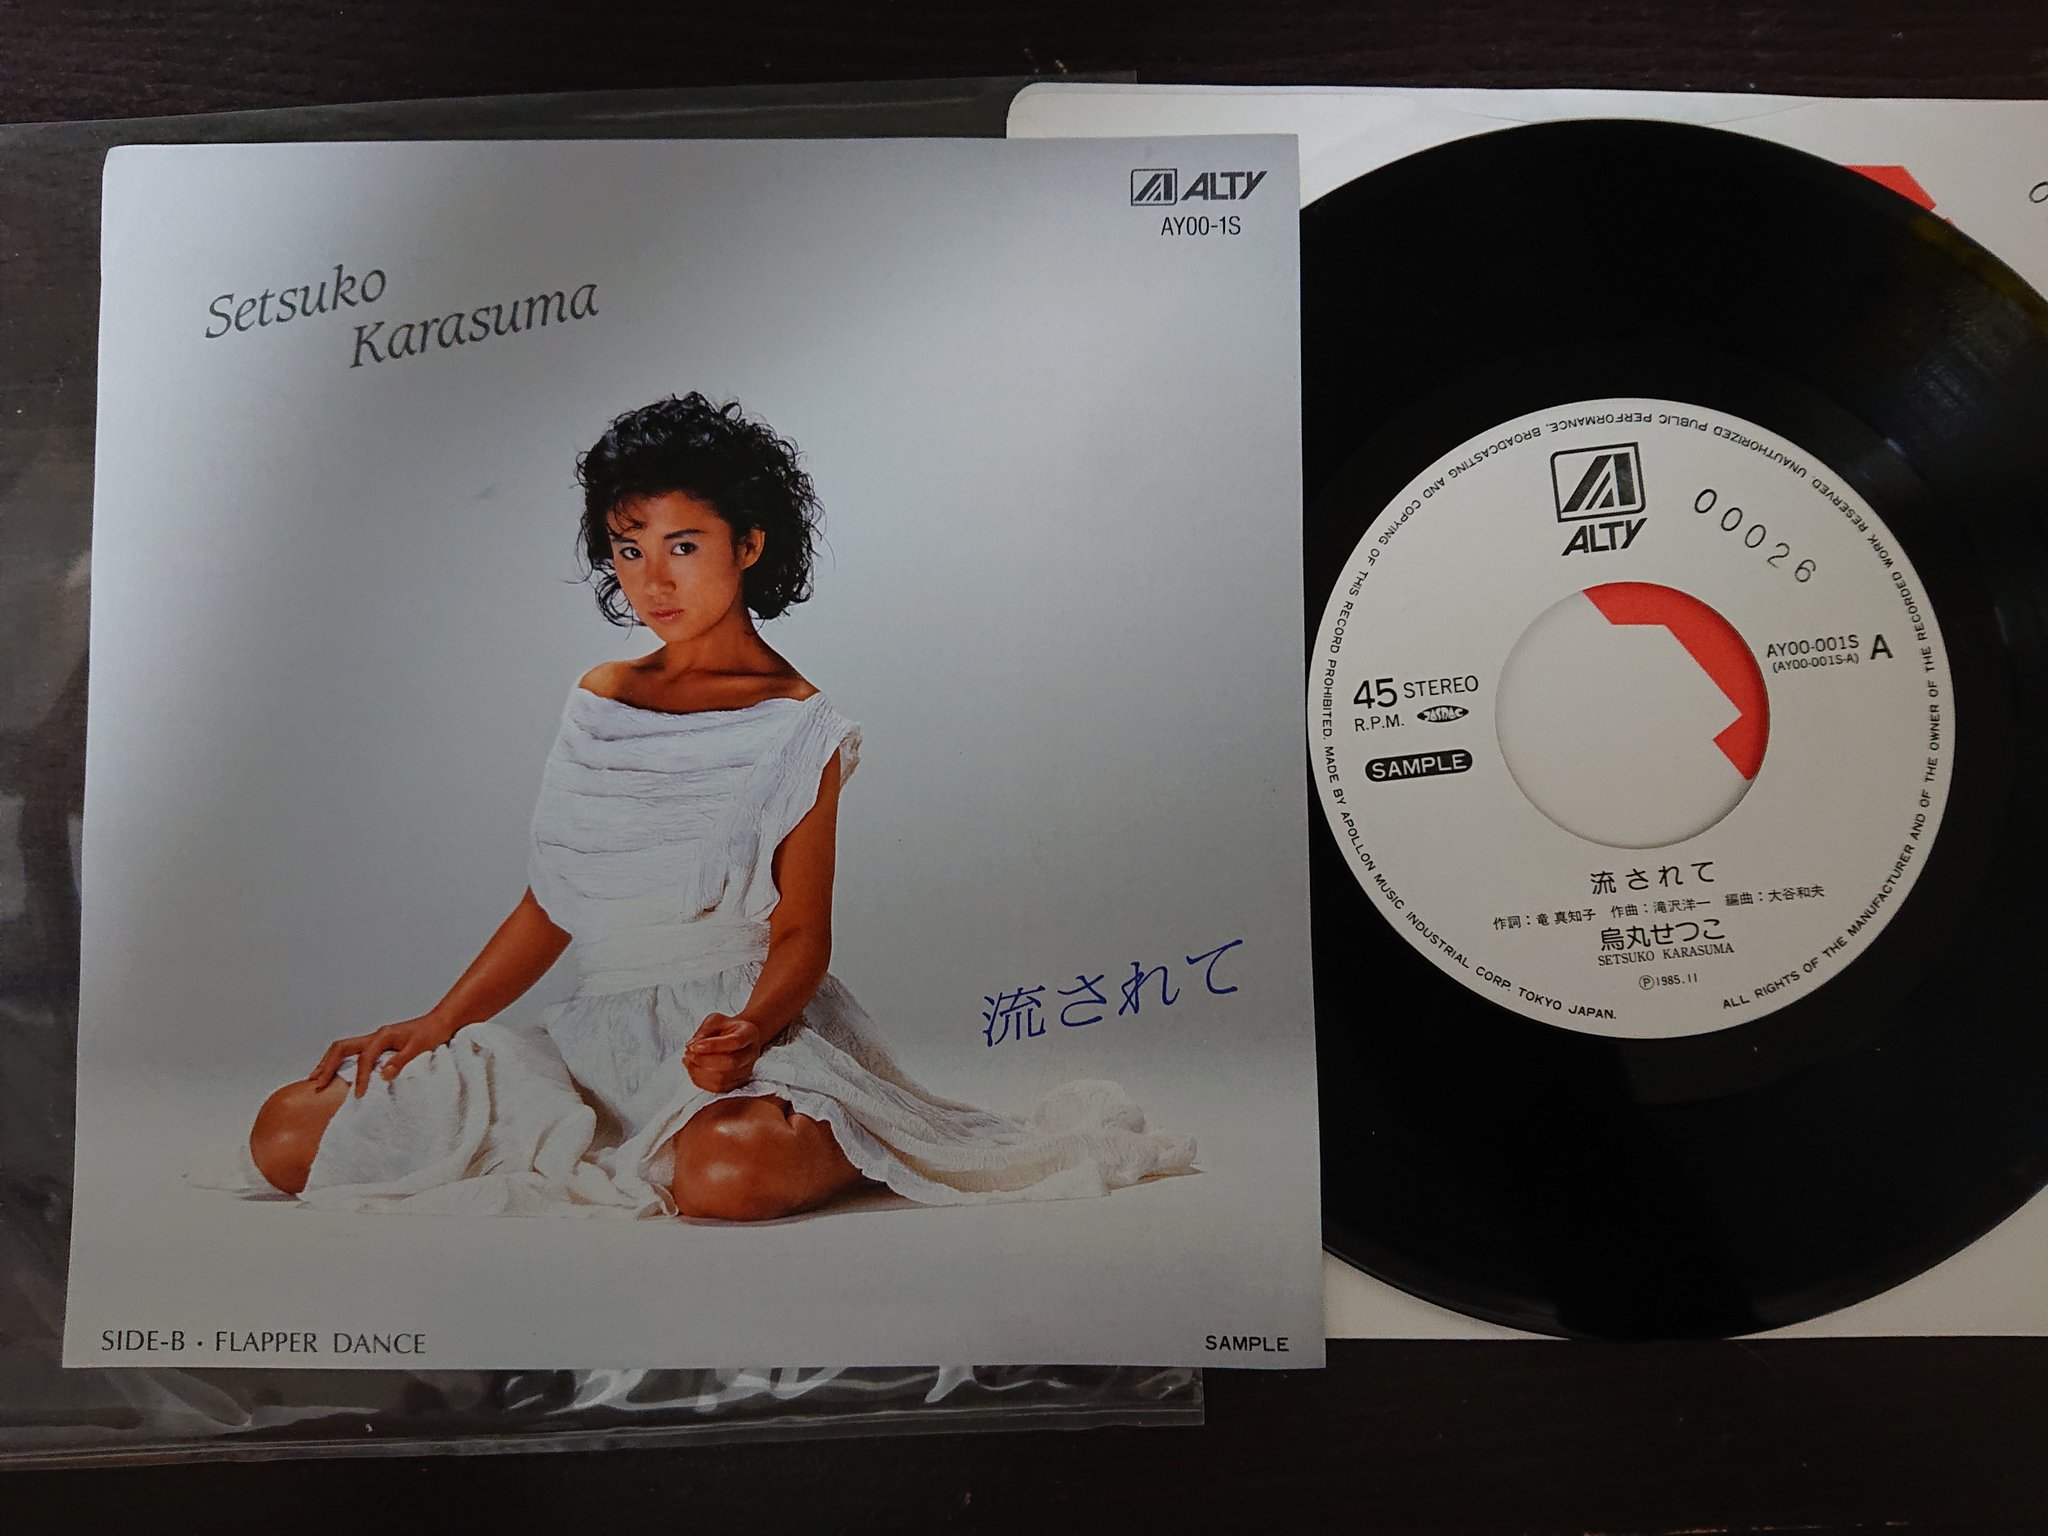 ALTY
AY00-1S
Setsuko
Karasuma
流されて
SIDE-B・FLAPPER DANCE
SAMPLE
ALTY
00026
AY00-001S A
(AY00-001S-A)
45 STEREO
R.P.M. JASRAC
SAMPLE
流されて
作詞：竜 真知子 作曲：滝沢洋一 編曲：大谷和夫
烏丸せつこ
SETSUKO KARASUMA
Ⓟ1985.11
ALL RIGHTS OF THE MANUFACTURER AND OF THE OWNER OF THE RECORDED WORK RESERVED. UNAUTHORIZED PUBLIC PERFORMANCE, BROADCASTING AND COPYING OF THIS RECORD PROHIBITED. MADE BY APOLLON MUSIC INDUSTRIAL CORP. TOKYO JAPAN.